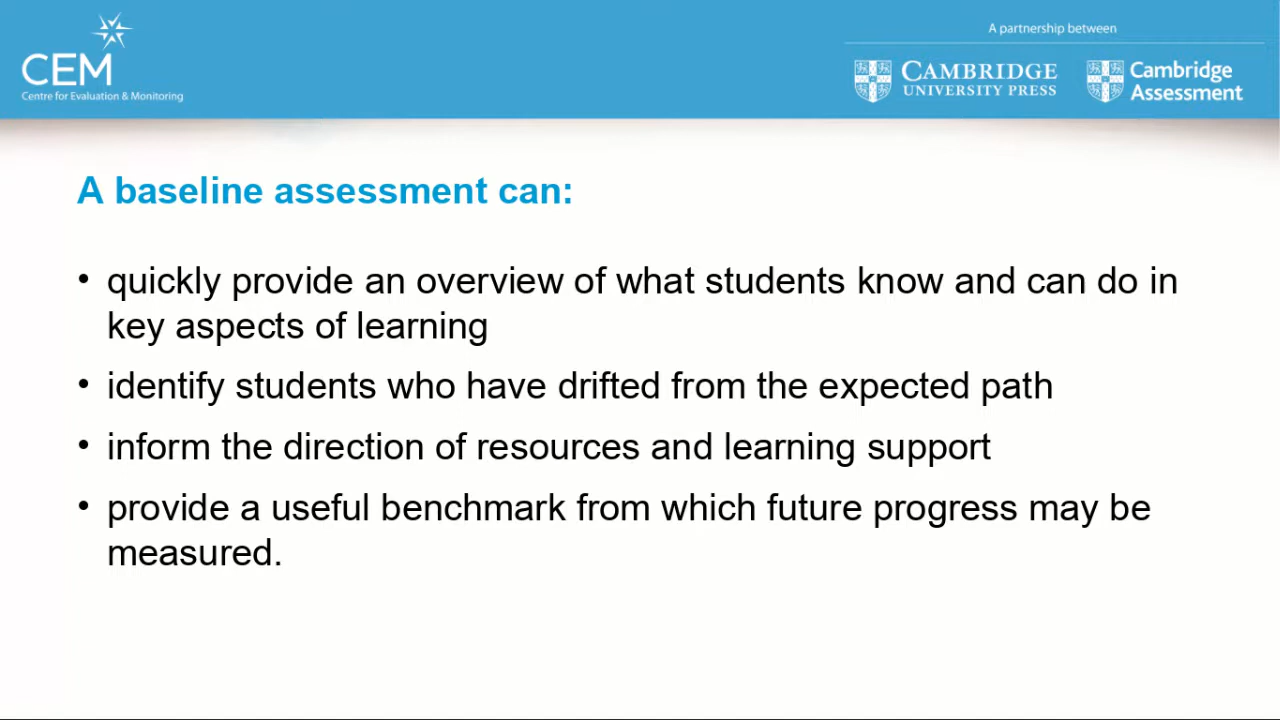 CEM
Centre for Evaluation & Monitoring
A partnership between
CAMBRIDGE
UNIVERSITY PRESS
Cambridge
Assessment
A baseline assessment can:
• quickly provide an overview of what students know and can do in
key aspects of learning
• identify students who have drifted from the expected path
• inform the direction of resources and learning support
• provide a useful benchmark from which future progress may be
measured.